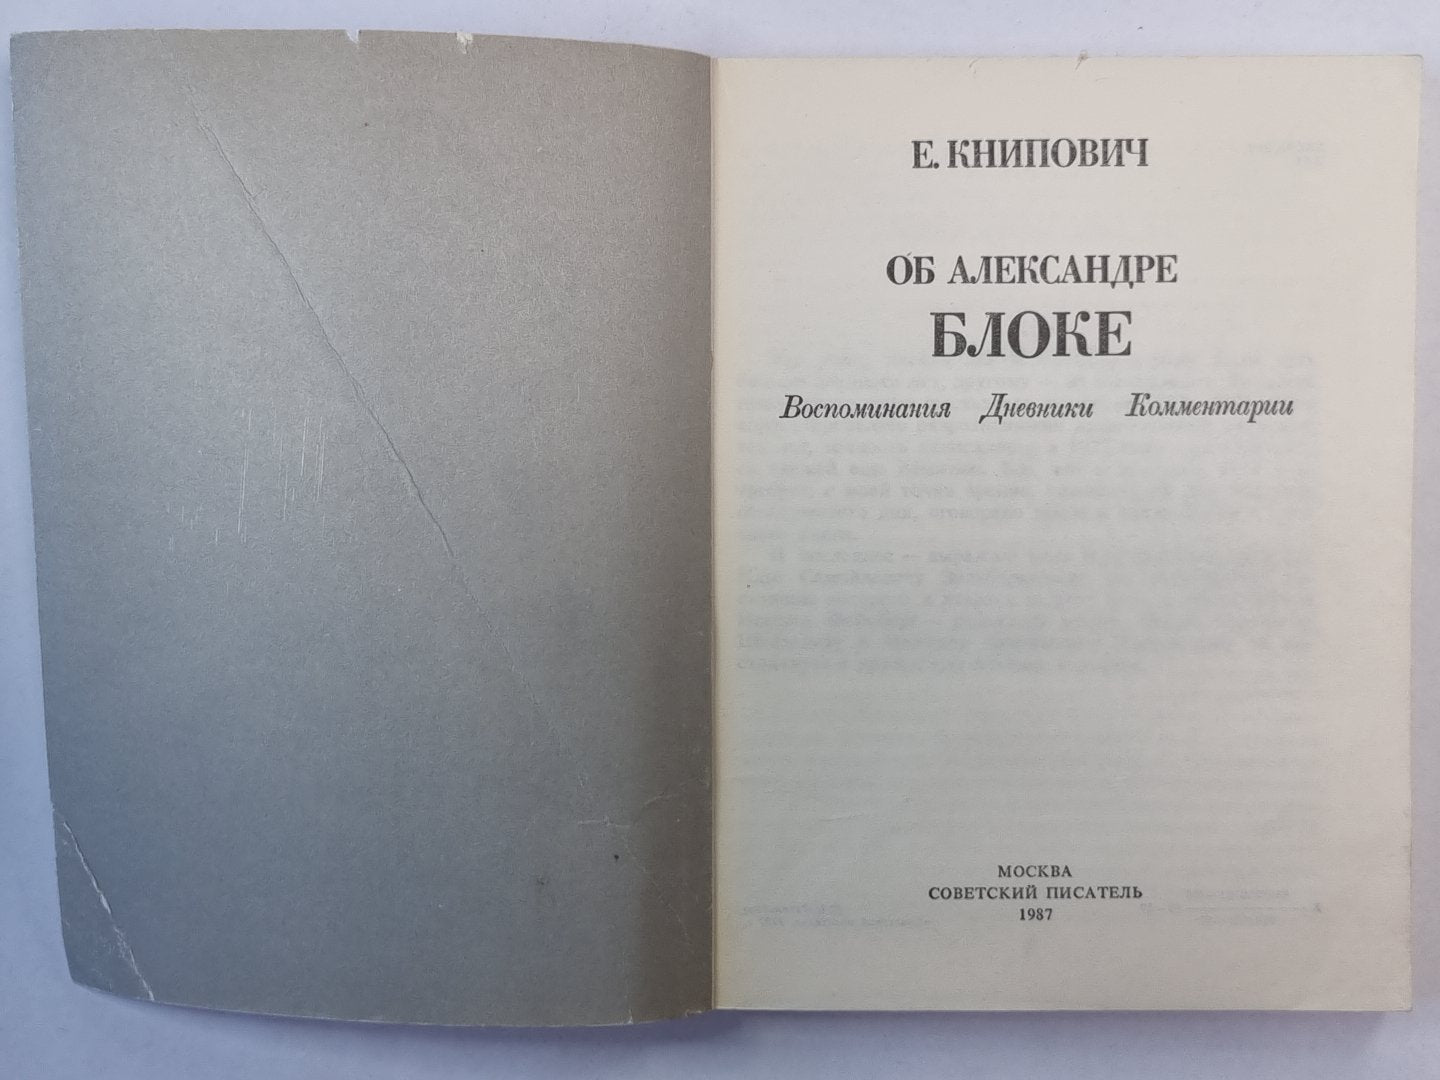 Е. КНИПОВИЧ
ОБ АЛЕКСАНДРЕ
БЛОКЕ
Воспоминания Дневники Комментарии
МОСКВА
СОВЕТСКИЙ ПИСАТЕЛЬ
1987